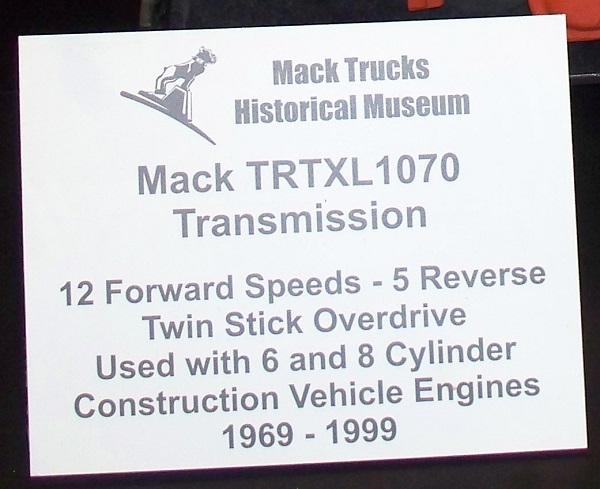 Mack Trucks
Historical Museum
Mack TRTXL1070
Transmission
12 Forward Speeds - 5 Reverse
Twin Stick Overdrive
Used with 6 and 8 Cylinder
Construction Vehicle Engines
1969 - 1999